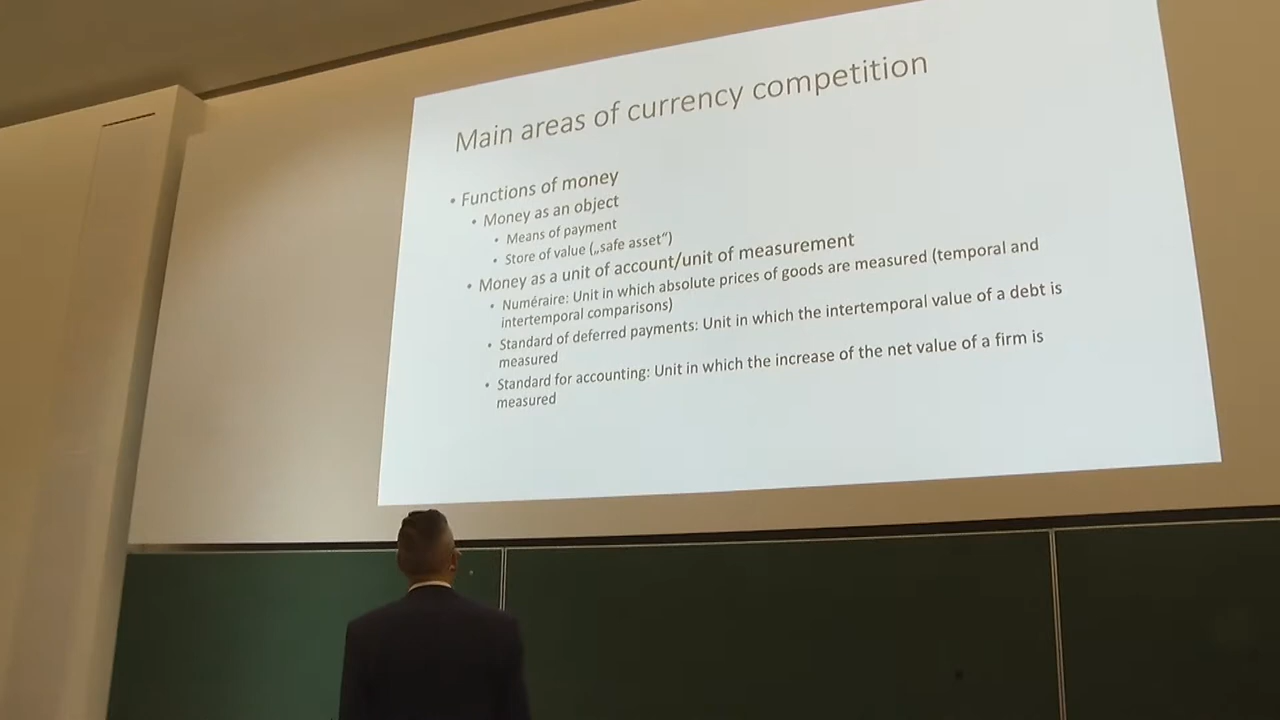 Main areas of currency competition
• Functions of money
• Money as an object
• Means of payment
• Store of value („safe asset“)
• Money as a unit of account/unit of measurement
• Numéraire: Unit in which absolute prices of goods are measured (temporal and
intertemporal comparisons)
• Standard of deferred payments: Unit in which the intertemporal value of a debt is
measured
• Standard for accounting: Unit in which the increase of the net value of a firm is
measured